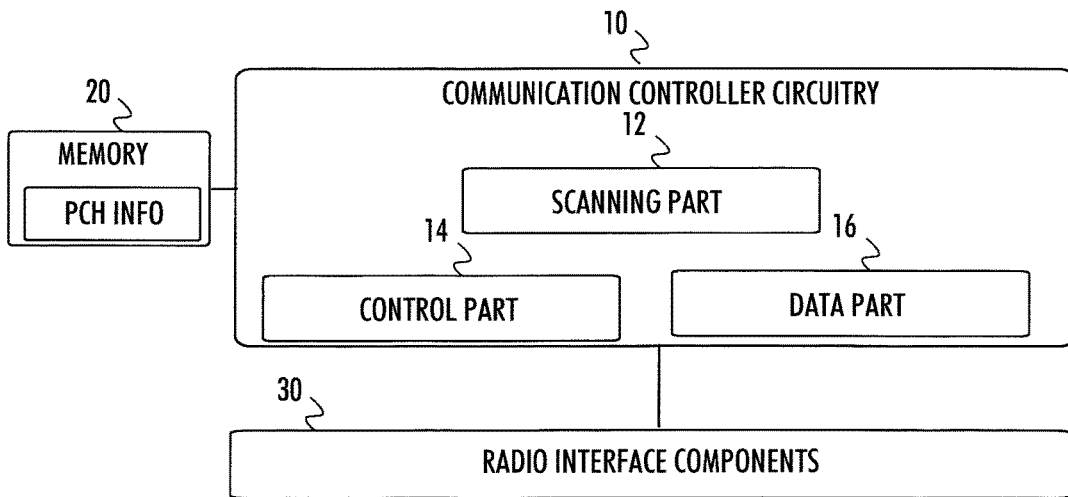 10
COMMUNICATION CONTROLLER CIRCUITRY
20
MEMORY
PCH INFO
12
SCANNING PART
14
CONTROL PART
16
DATA PART
30
RADIO INTERFACE COMPONENTS